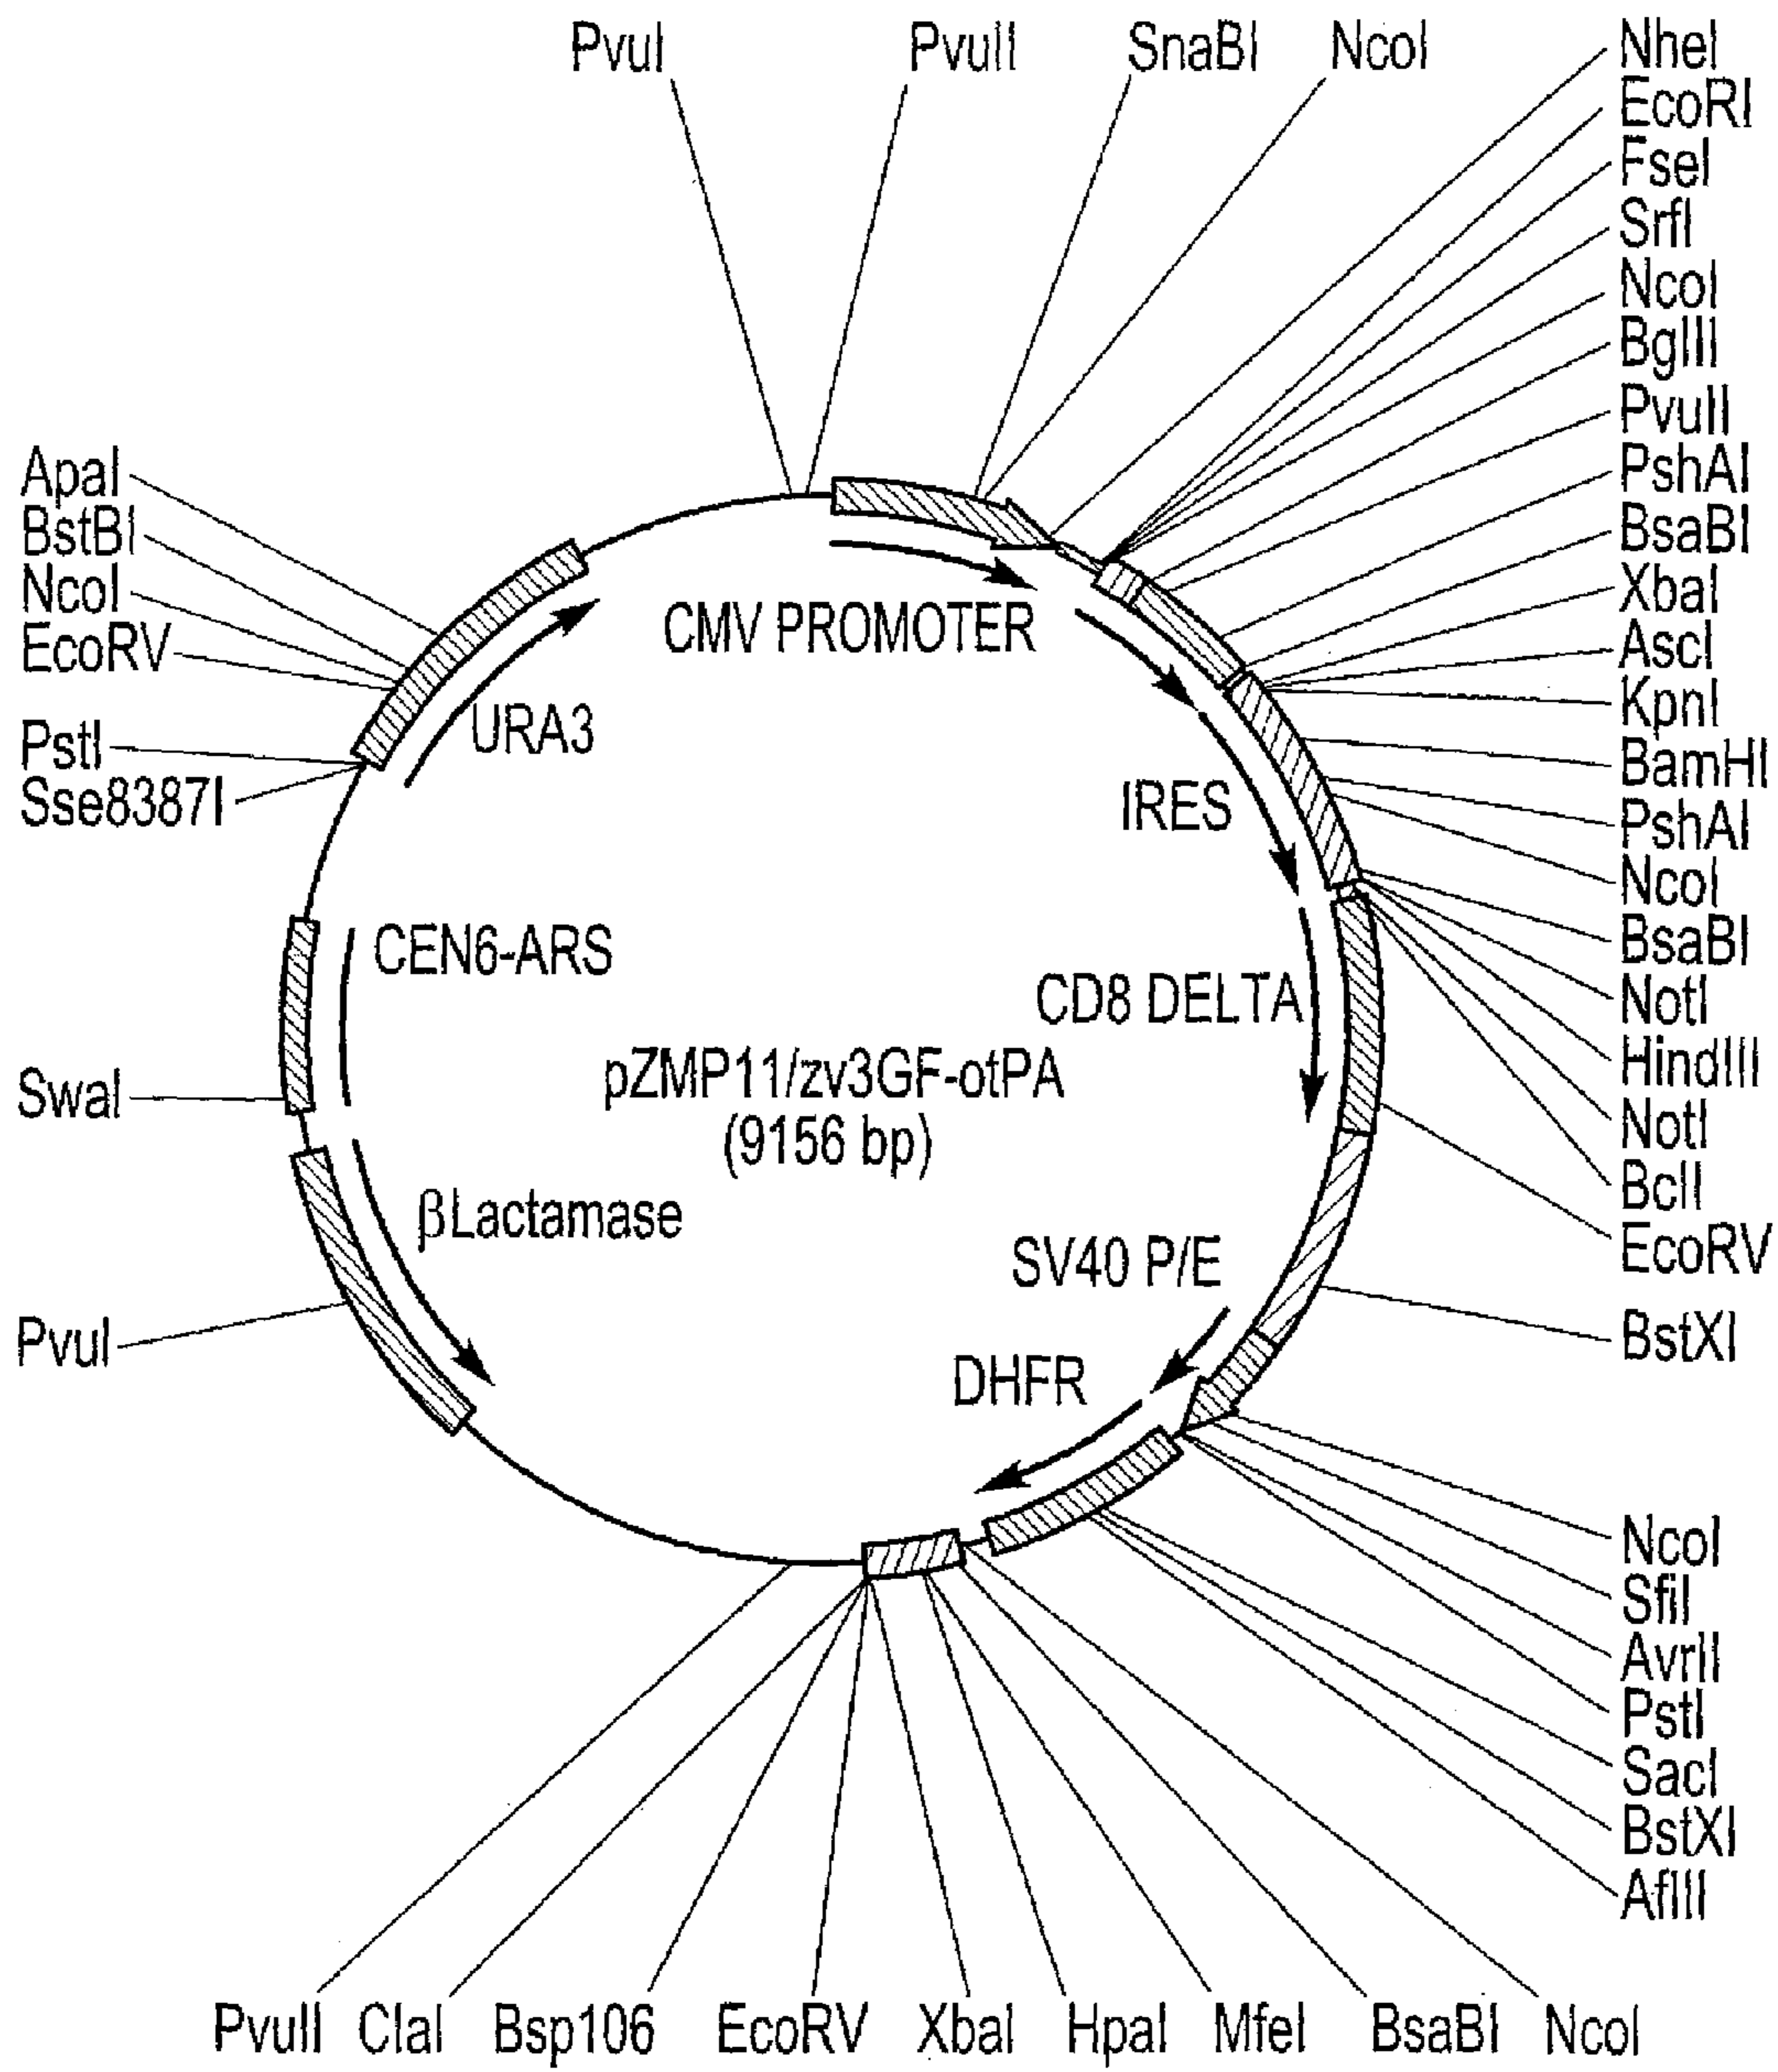 PvuI
PvuII
SnaBI
NcoI
NheI
EcoRI
FseI
SrfI
NcoI
BglII
PvuII
PshAI
BsaBI
XbaI
AscI
KpnI
BamHI
PshAI
NcoI
BsaBI
NotI
HindIII
NotI
BclI
EcoRV
BstXI
NcoI
SfiI
AvrII
PstI
SacI
BstXI
AflII
ApaI
BstBI
NcoI
EcoRV
PstI
Sse8387I
SwaI
PvuI
CMV PROMOTER
URA3
IRES
CEN6-ARS
CD8 DELTA
pZMP11/zv3GF-otPA
(9156 bp)
βLactamase
SV40 P/E
DHFR
PvuII
ClaI
Bsp106
EcoRV
XbaI
HpaI
MfeI
BsaBI
NcoI